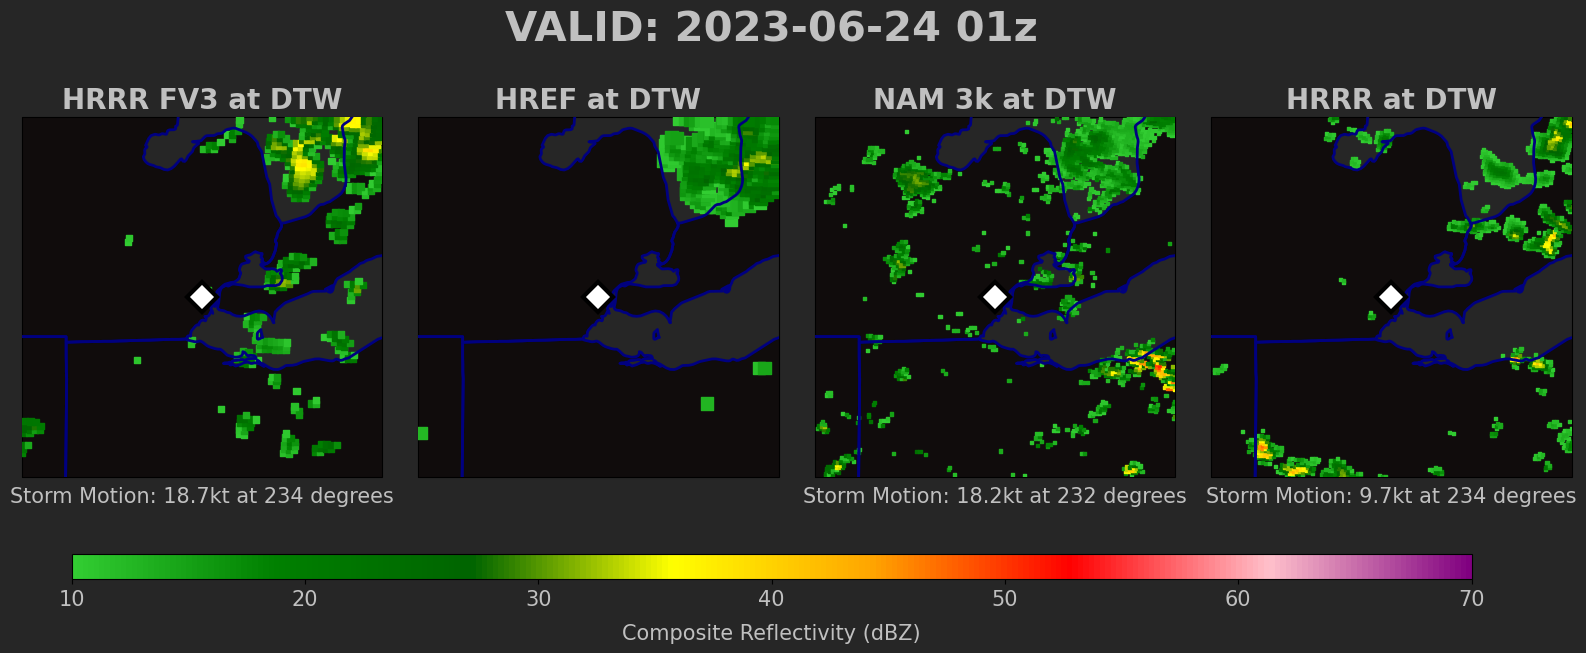 VALID: 2023-06-24 01z
HRRR FV3 at DTW
HREF at DTW
NAM 3k at DTW
HRRR at DTW
Storm Motion: 18.7kt at 234 degrees
Storm Motion: 18.2kt at 232 degrees
Storm Motion: 9.7kt at 234 degrees
10 20 30 40 50 60 70
Composite Reflectivity (dBZ)